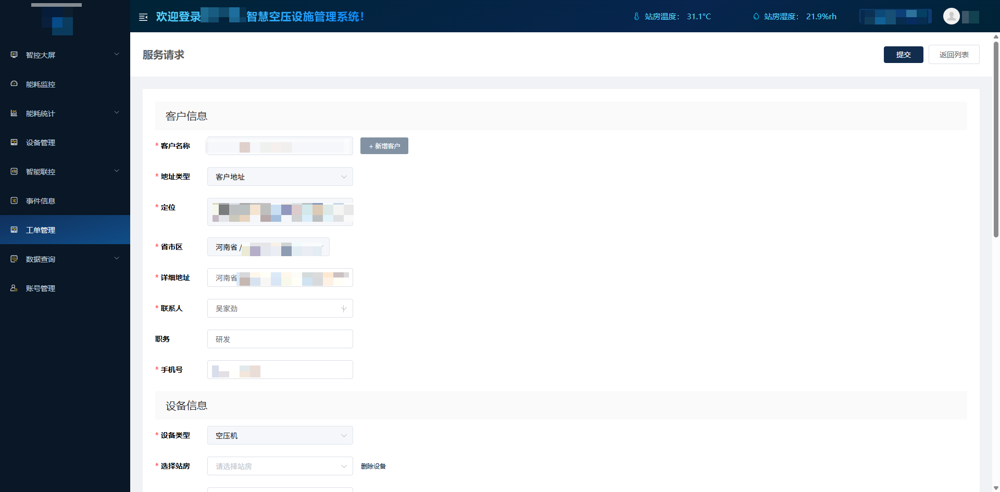 欢迎登录
智慧空压设施管理系统！
站房温度： 31.1°C
站房湿度： 21.9%rh
智控大屏
能耗监控
能耗统计
设备管理
智能联控
事件信息
工单管理
数据查询
账号管理
服务请求
提交
返回列表
客户信息
* 客户名称
+ 新增客户
* 地址类型
客户地址
* 定位
* 省市区
河南省 /
* 详细地址
河南省
* 联系人
吴家劲
职务
研发
* 手机号
设备信息
* 设备类型
空压机
* 选择站房
请选择站房
删除设备